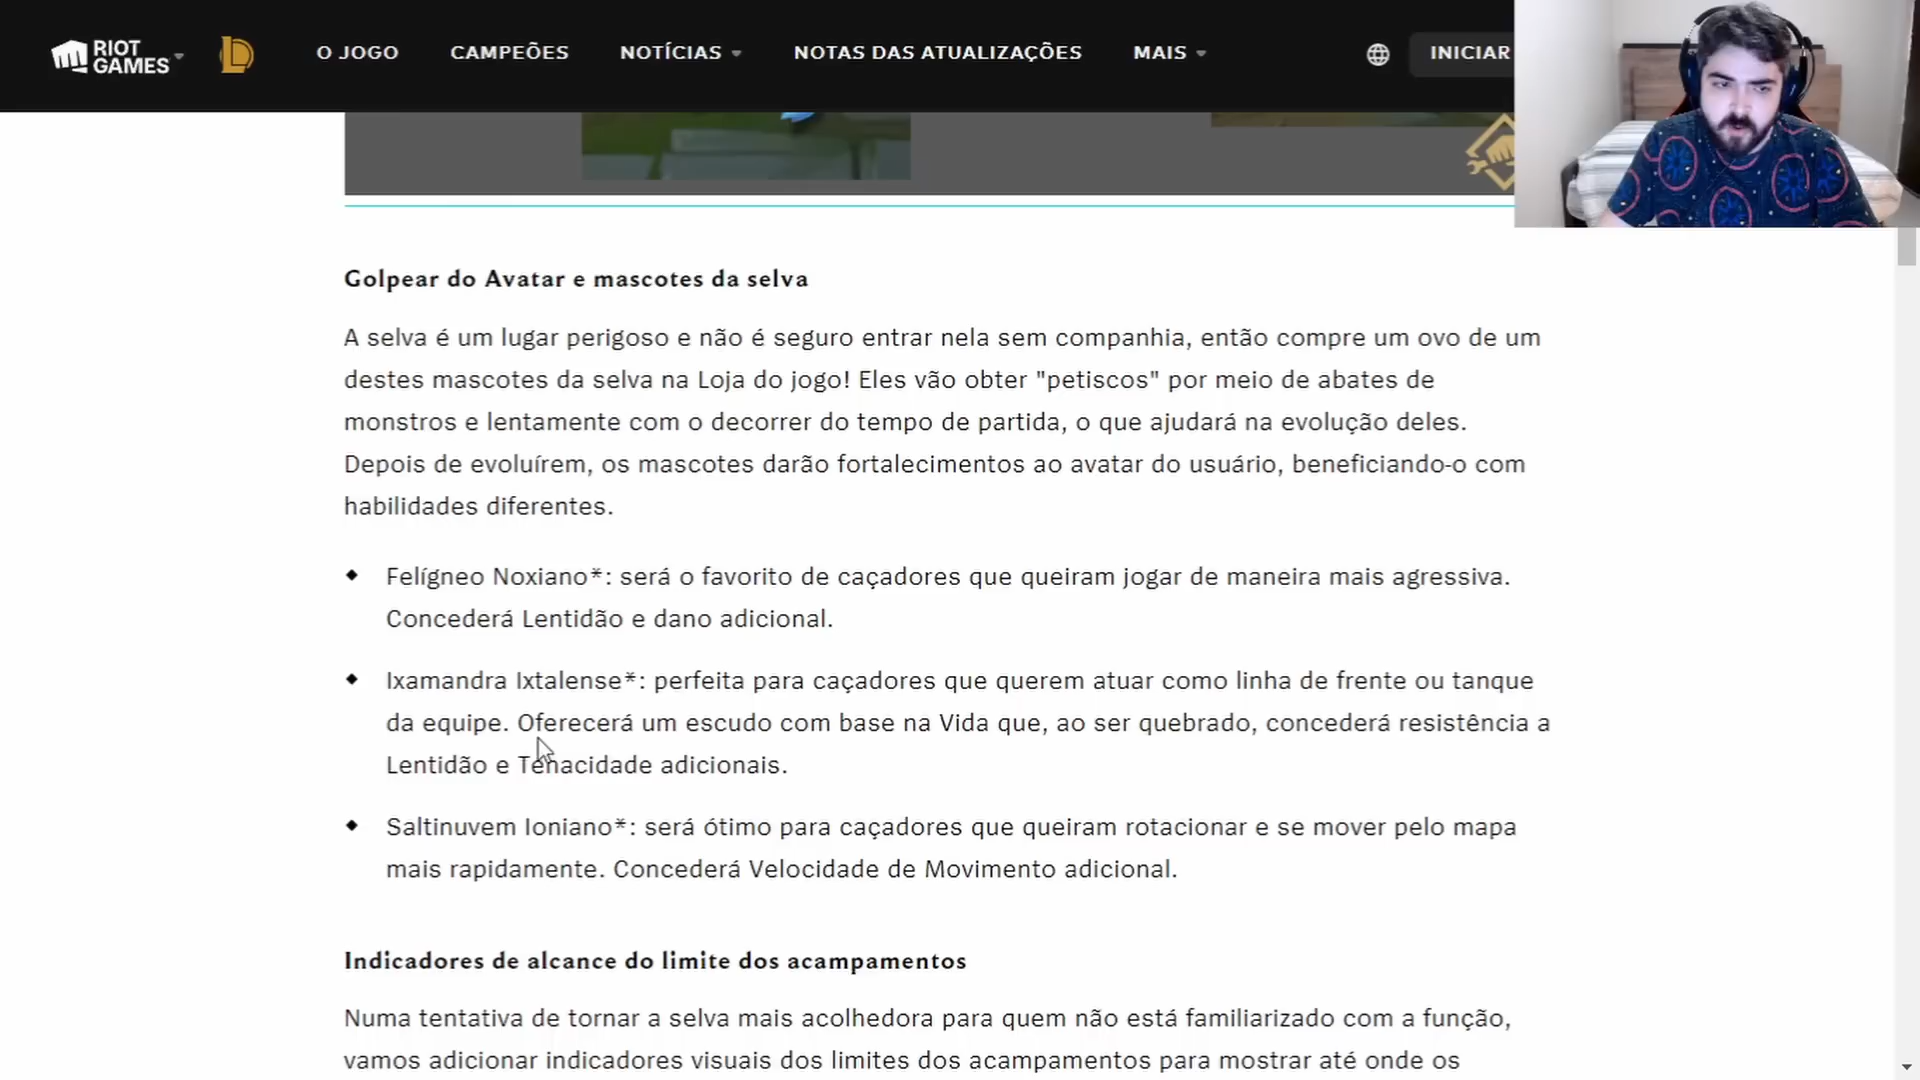 RIOT GAMES
O JOGO
CAMPEÕES
NOTÍCIAS
NOTAS DAS ATUALIZAÇÕES
MAIS
INICIAR
Golpear do Avatar e mascotes da selva
A selva é um lugar perigoso e não é seguro entrar nela sem companhia, então compre um ovo de um
destes mascotes da selva na Loja do jogo! Eles vão obter "petiscos" por meio de abates de
monstros e lentamente com o decorrer do tempo de partida, o que ajudará na evolução deles.
Depois de evoluírem, os mascotes darão fortalecimentos ao avatar do usuário, beneficiando-o com
habilidades diferentes.
Felígneo Noxiano*: será o favorito de caçadores que queiram jogar de maneira mais agressiva.
Concederá Lentidão e dano adicional.
Ixamandra Ixtalense*: perfeita para caçadores que querem atuar como linha de frente ou tanque
da equipe. Oferecerá um escudo com base na Vida que, ao ser quebrado, concederá resistência a
Lentidão e Tenacidade adicionais.
Saltinuvem Ioniano*: será ótimo para caçadores que queiram rotacionar e se mover pelo mapa
mais rapidamente. Concederá Velocidade de Movimento adicional.
Indicadores de alcance do limite dos acampamentos
Numa tentativa de tornar a selva mais acolhedora para quem não está familiarizado com a função,
vamos adicionar indicadores visuais dos limites dos acampamentos para mostrar até onde os